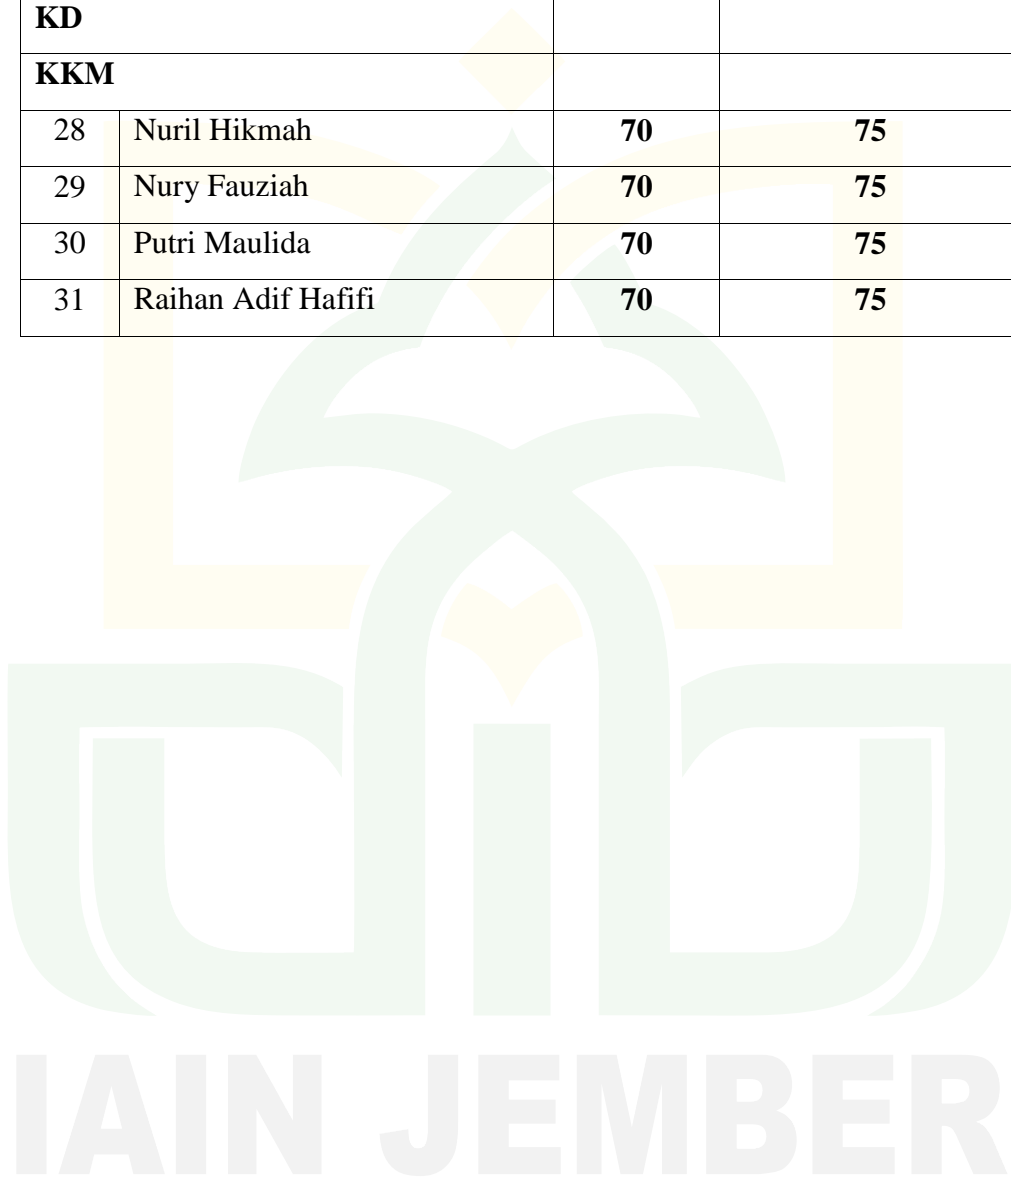 KD
KKM
28 Nuril Hikmah 70 75
29 Nury Fauziah 70 75
30 Putri Maulida 70 75
31 Raihan Adif Hafifi 70 75
IAIN JEMBER